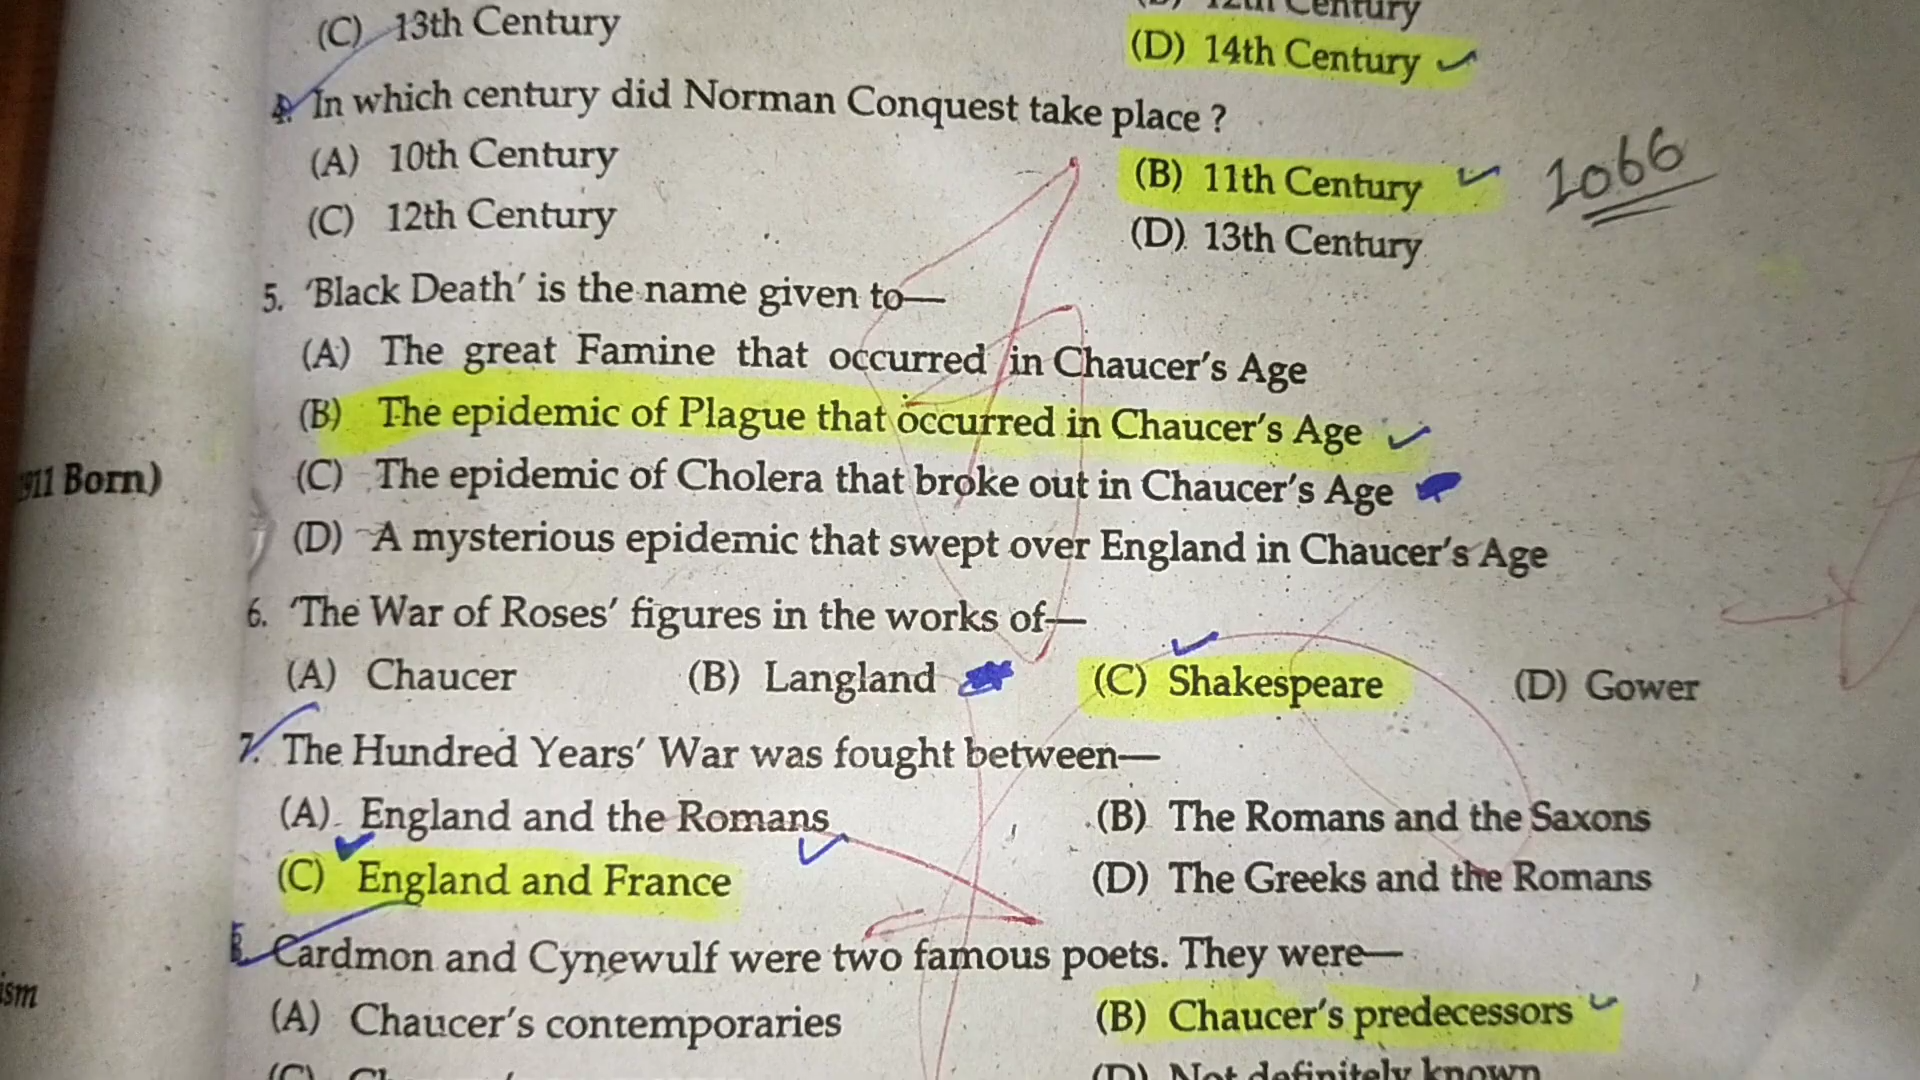 (C) 13th Century
Century
(D) 14th Century
4. In which century did Norman Conquest take place ?
(A) 10th Century
(B) 11th Century
1066
(C) 12th Century
(D) 13th Century
5. 'Black Death' is the name given to—
(A) The great Famine that occurred in Chaucer's Age
(B) The epidemic of Plague that occurred in Chaucer's Age
(C) The epidemic of Cholera that broke out in Chaucer's Age
(D) A mysterious epidemic that swept over England in Chaucer's Age
1911 Born)
6. 'The War of Roses' figures in the works of—
(A) Chaucer (B) Langland (C) Shakespeare (D) Gower
7. The Hundred Years' War was fought between—
(A) England and the Romans (B) The Romans and the Saxons
(C) England and France (D) The Greeks and the Romans
8. Cardmon and Cynewulf were two famous poets. They were—
ism
(A) Chaucer's contemporaries (B) Chaucer's predecessors
(D) Not definitely known